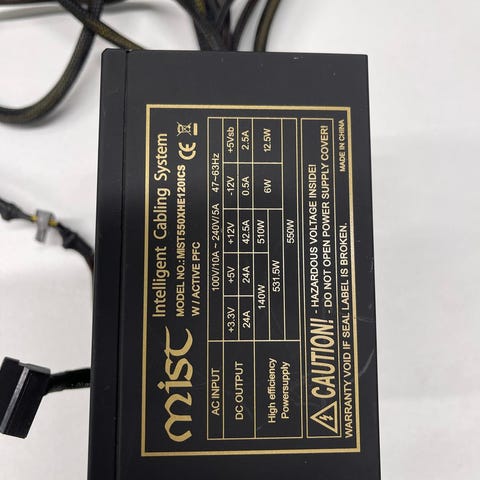 mist Intelligent Cabling System
MODEL NO.:MIST550XHE120ICS
W / ACTIVE PFC
CE
AC INPUT 100V/10A ~ 240V/5A 47~63Hz
DC OUTPUT +3.3V +5V +12V -12V +5Vsb
24A 24A 42.5A 0.5A 2.5A
High efficiency Powersupply 140W 510W 6W 12.5W
531.5W
550W
CAUTION! - HAZARDOUS VOLTAGE INSIDE!
- DO NOT OPEN POWER SUPPLY COVER!
WARRANTY VOID IF SEAL LABEL IS BROKEN.
MADE IN CHINA